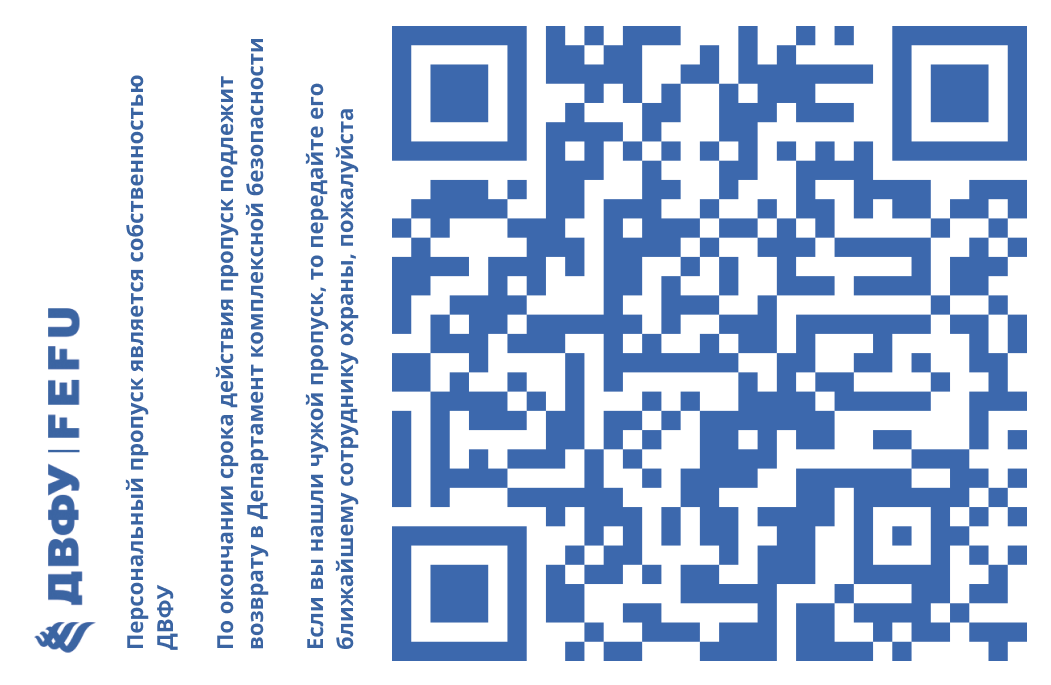 ДВФУ | FEFU
Персональный пропуск является собственностью
ДВФУ
По окончании срока действия пропуск подлежит
возврату в Департамент комплексной безопасности
Если вы нашли чужой пропуск, то передайте его
ближайшему сотруднику охраны, пожалуйста